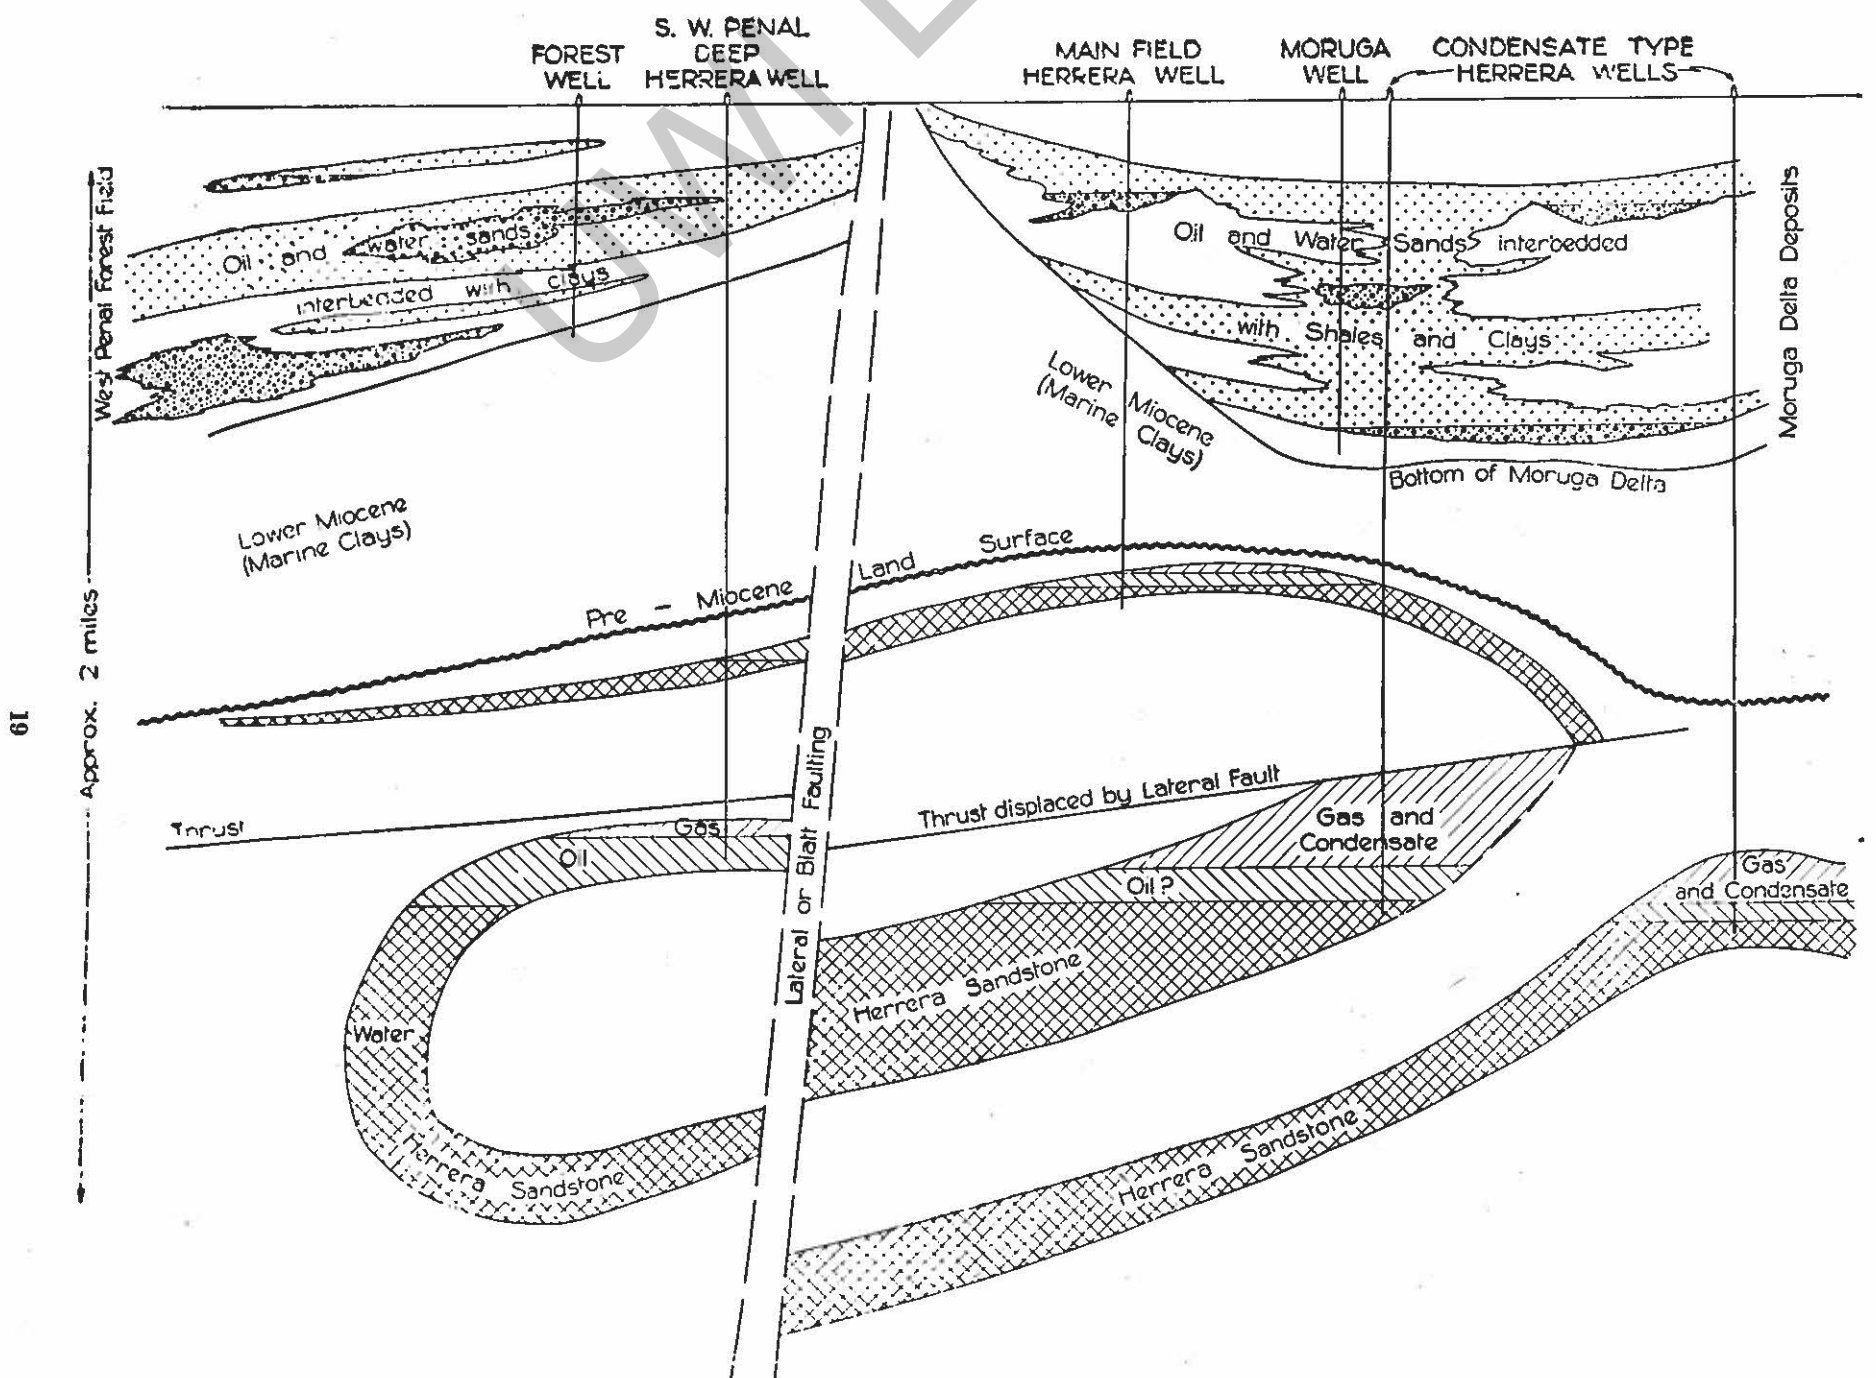 FOREST
WELL
S. W. PENAL
DEEP
HERRERA WELL
MAIN FIELD
HERRERA WELL
MORUGA
WELL
CONDENSATE TYPE
HERRERA WELLS
West Penal Forest Field
Approx. 2 miles
19
Oil and water sands
interbedded with clays
Lower Miocene
(Marine Clays)
Oil and Water Sands interbedded
with Shales and Clays
Lower Miocene
(Marine Clays)
Bottom of Moruga Delta
Moruga Delta Deposits
Pre - Miocene Land Surface
Thrust
Thrust displaced by Lateral Fault
Lateral or Blatt Faulting
Gas
Oil
Water
Herrera Sandstone
Gas and
Condensate
Oil ?
Herrera Sandstone
Gas
and Condensate
Herrera Sandstone